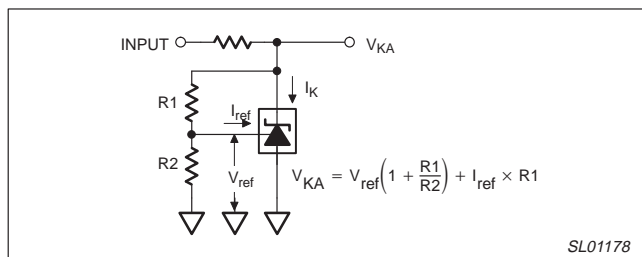 INPUT
V_KA
I_K
R1
I_ref
R2
V_ref
V_KA = V_ref(1 + R1/R2) + I_ref × R1
SL01178